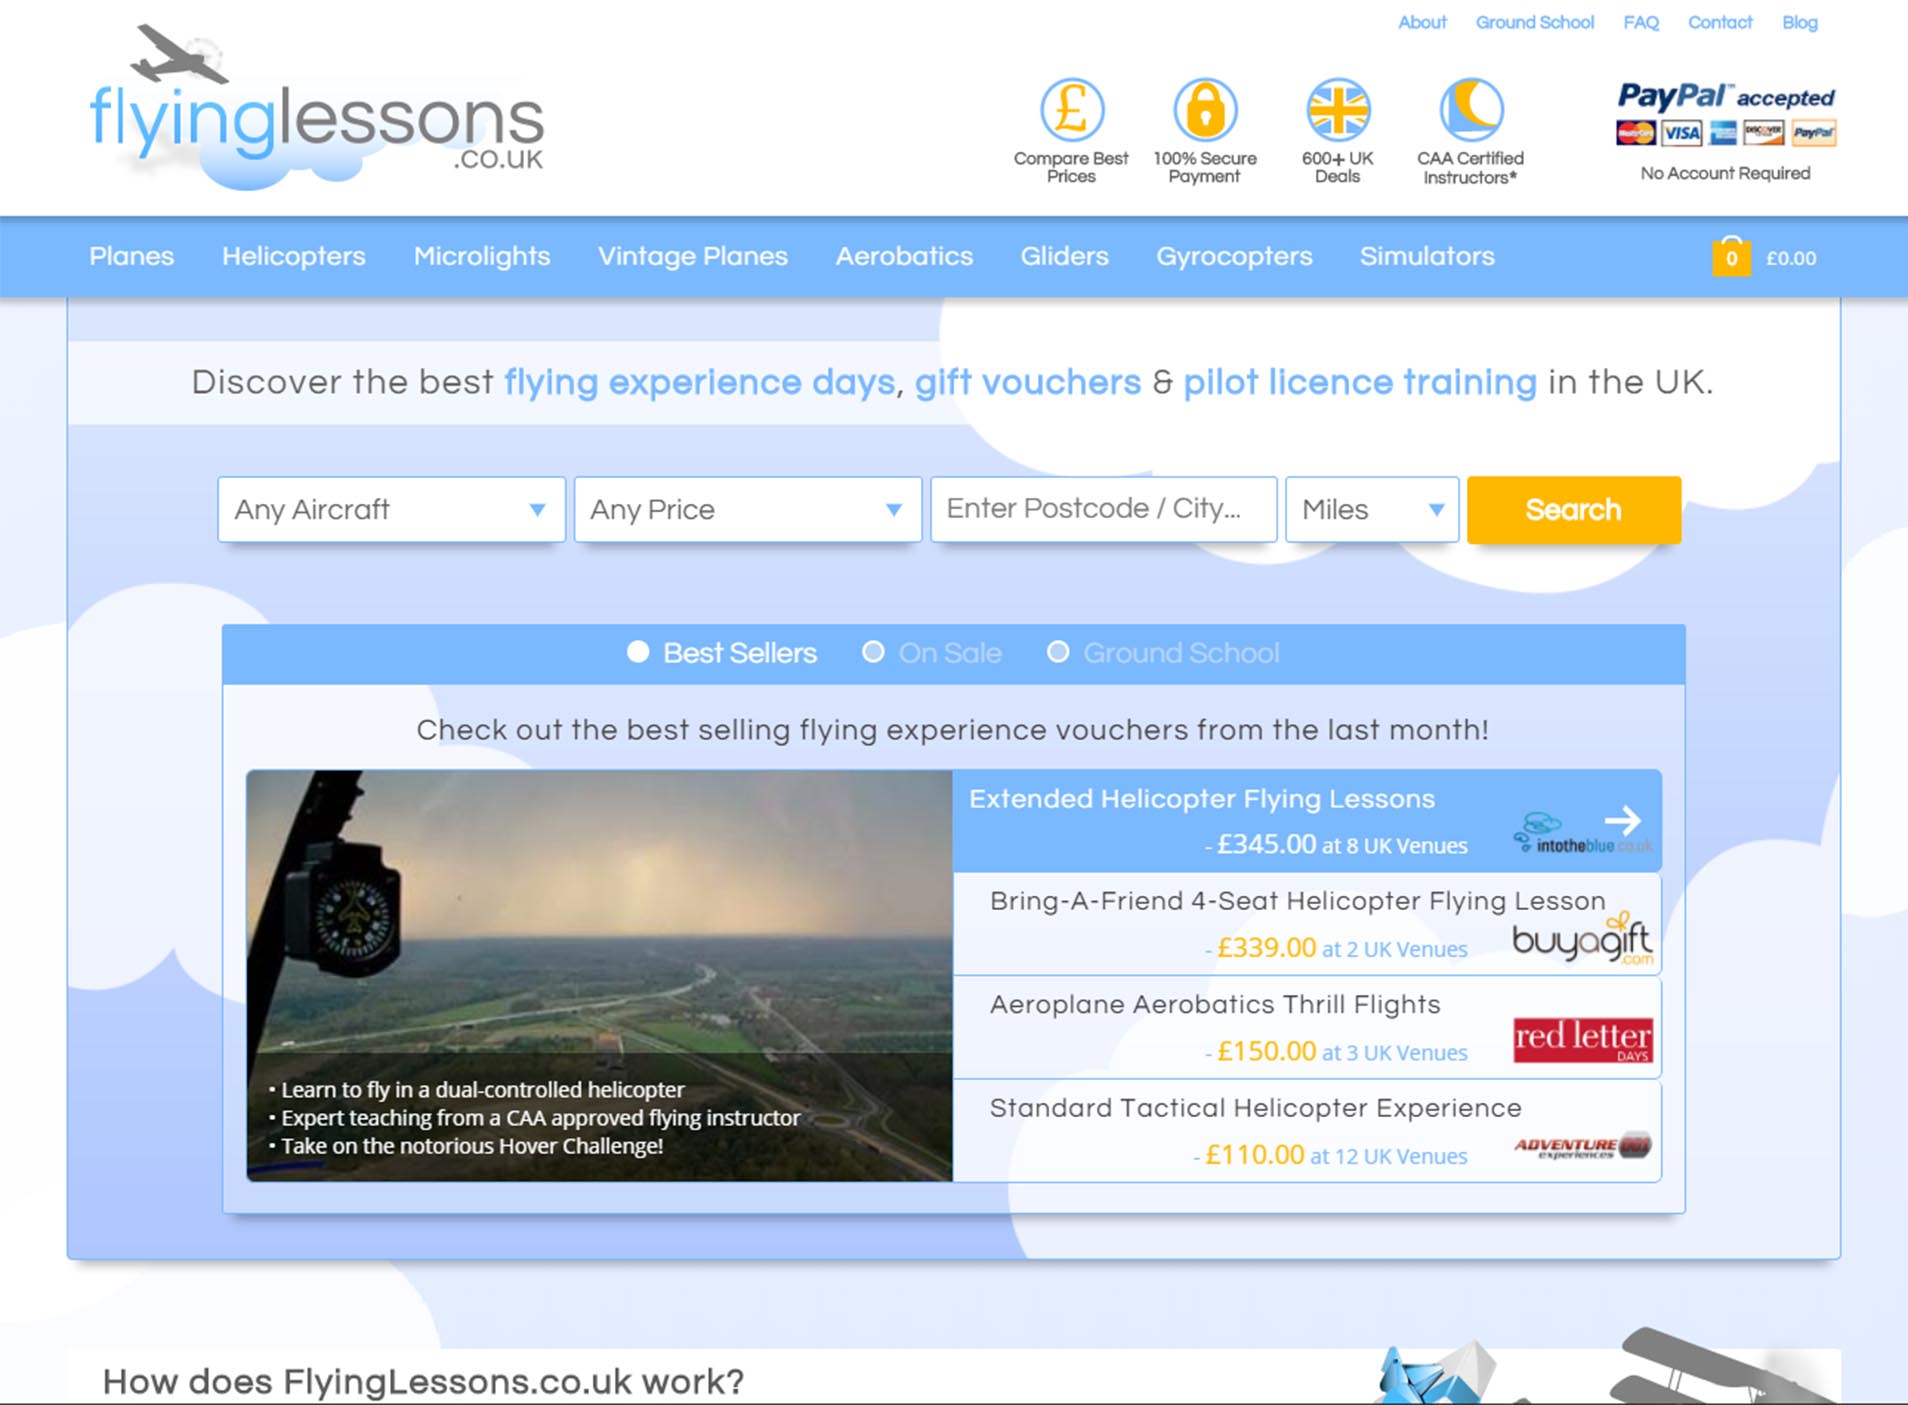 About Ground School FAQ Contact Blog
flyinglessons
.co.uk
£
Compare Best
Prices
100% Secure
Payment
600+ UK
Deals
CAA Certified
Instructors*
PayPal™ accepted
MasterCard VISA DISCOVER PayPal
No Account Required
Planes Helicopters Microlights Vintage Planes Aerobatics Gliders Gyrocopters Simulators 0 £0.00
Discover the best flying experience days, gift vouchers & pilot licence training in the UK.
Any Aircraft Any Price Enter Postcode / City... Miles Search
Best Sellers On Sale Ground School
Check out the best selling flying experience vouchers from the last month!
• Learn to fly in a dual-controlled helicopter
• Expert teaching from a CAA approved flying instructor
• Take on the notorious Hover Challenge!
Extended Helicopter Flying Lessons
- £345.00 at 8 UK Venues
intotheblue.co.uk
Bring-A-Friend 4-Seat Helicopter Flying Lesson
- £339.00 at 2 UK Venues
buyagift
.com
Aeroplane Aerobatics Thrill Flights
- £150.00 at 3 UK Venues
red letter
DAYS
Standard Tactical Helicopter Experience
- £110.00 at 12 UK Venues
ADVENTURE 001
experiences
How does FlyingLessons.co.uk work?